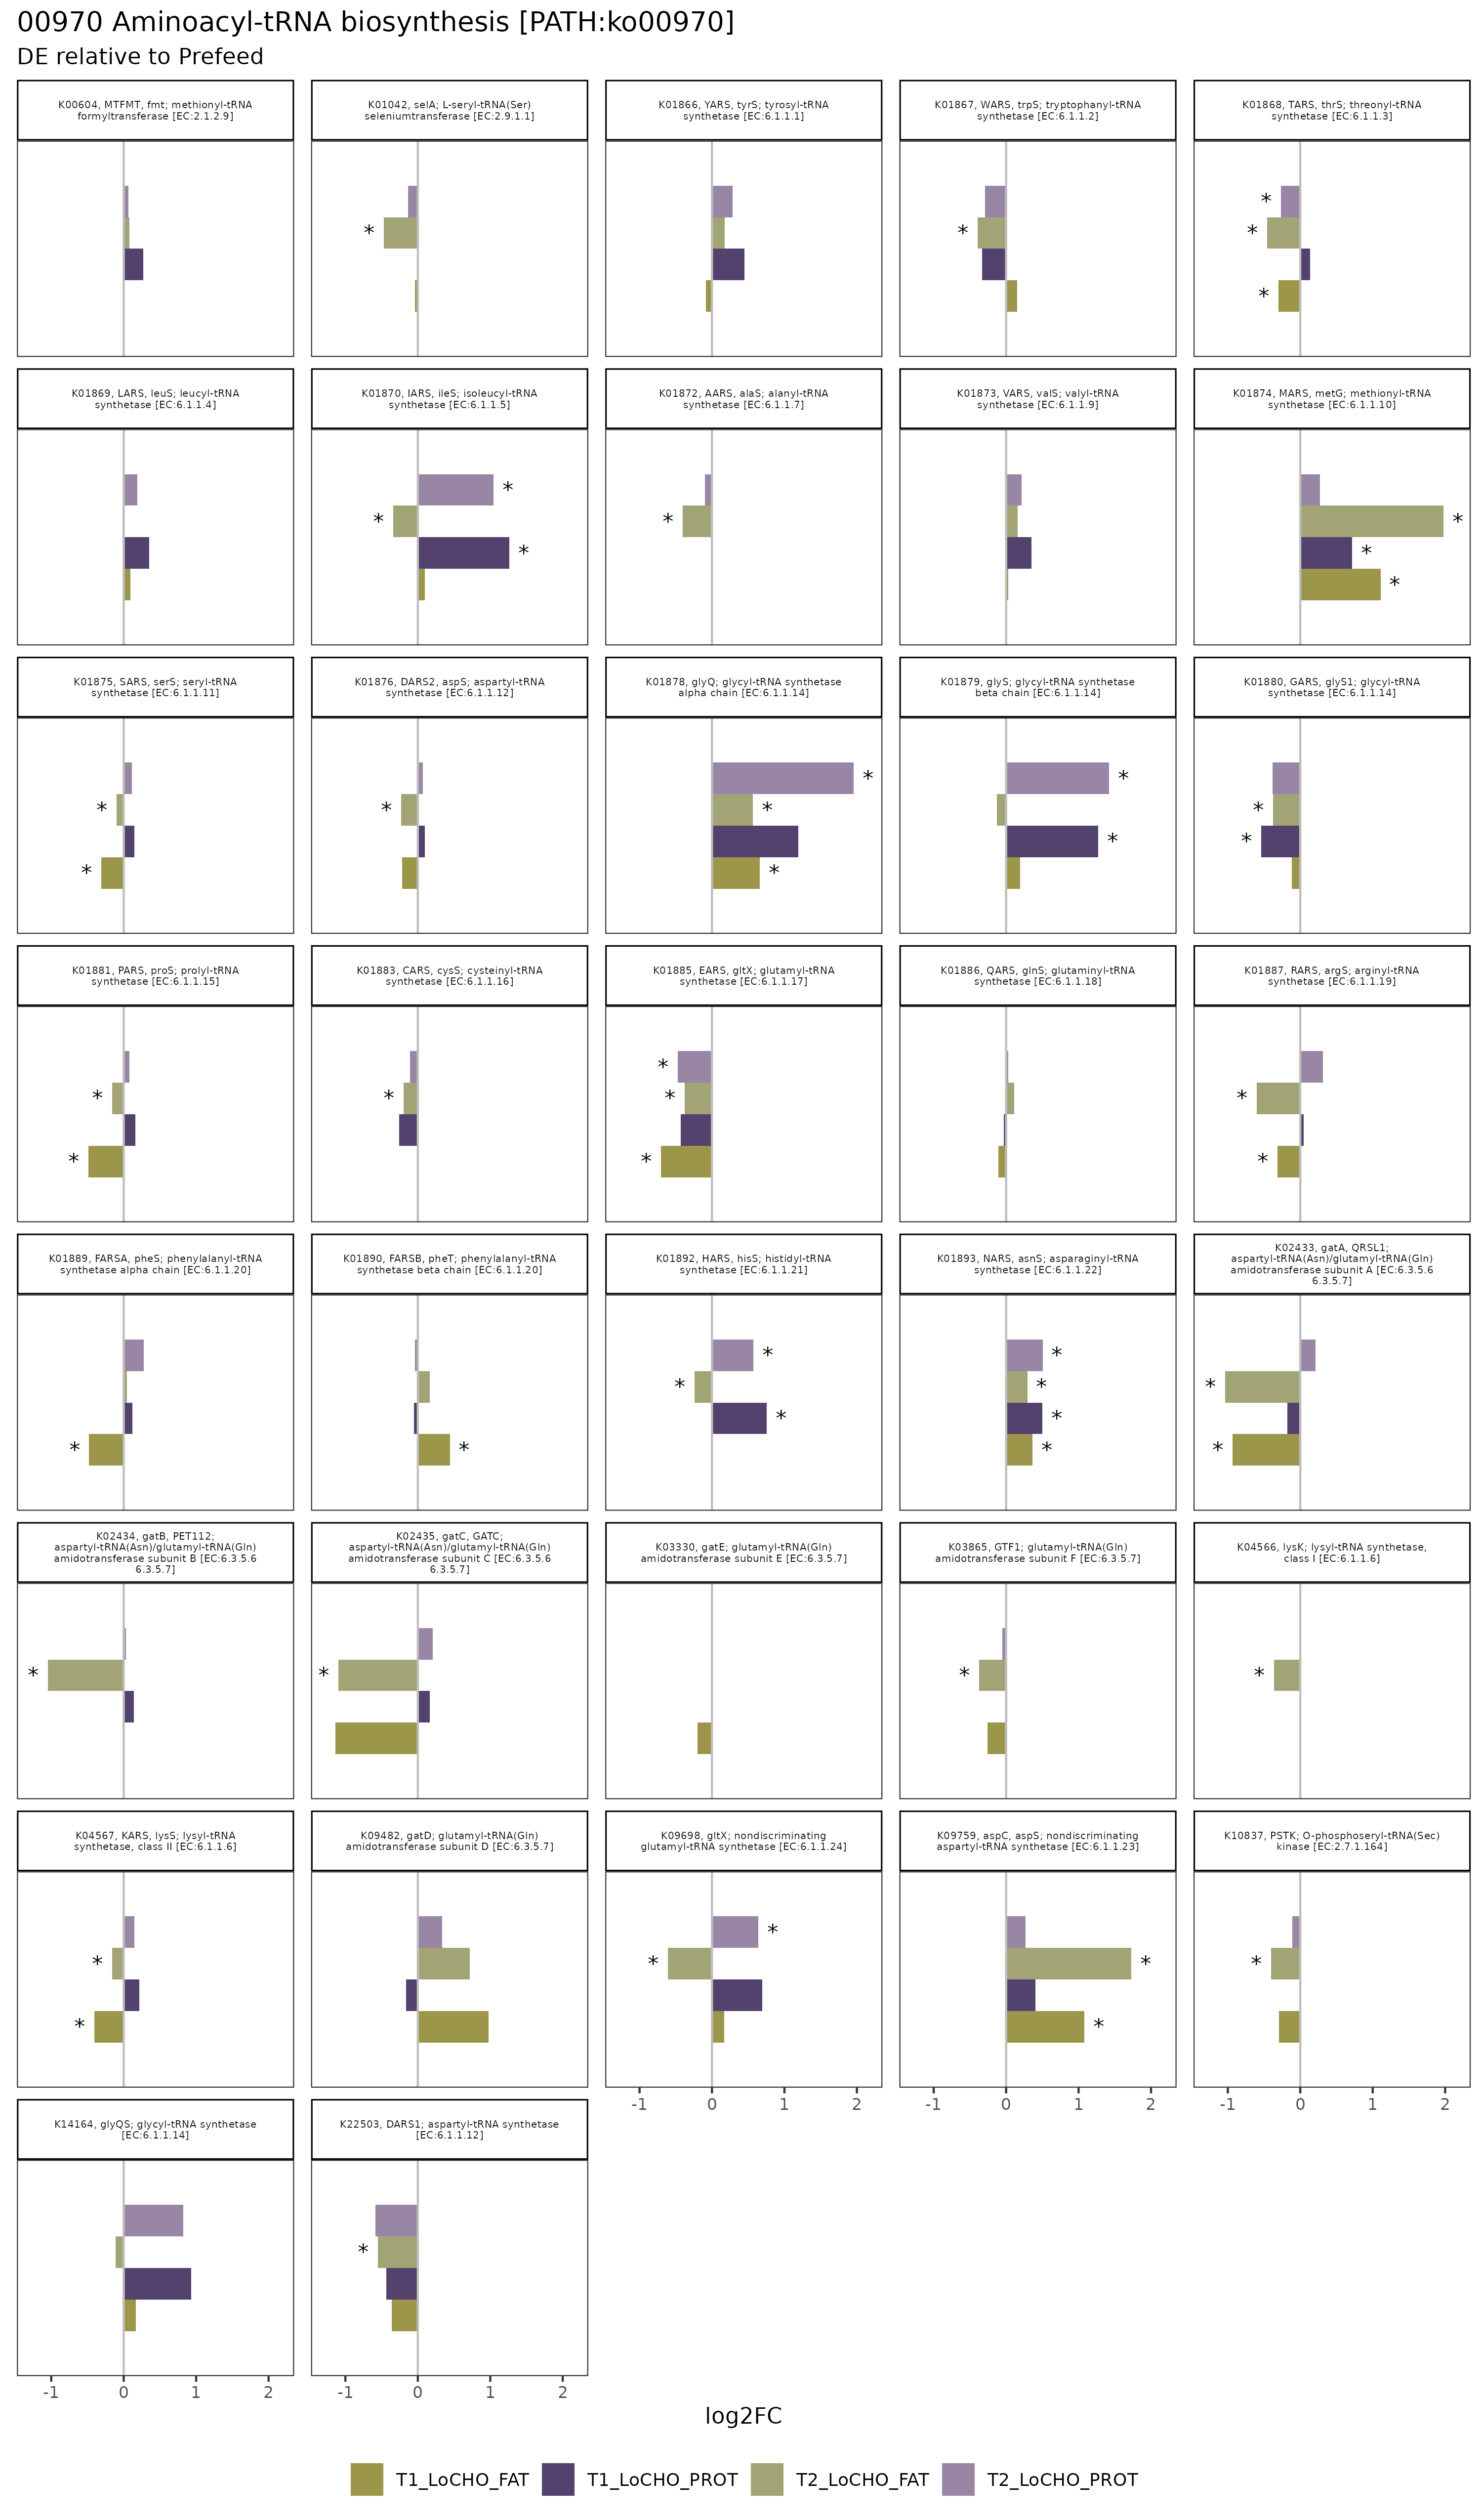 00970 Aminoacyl-tRNA biosynthesis [PATH:ko00970]
DE relative to Prefeed
K00604, MTFMT, fmt; methionyl-tRNA
formyltransferase [EC:2.1.2.9]
K01042, selA; L-seryl-tRNA(Ser)
seleniumtransferase [EC:2.9.1.1]
K01866, YARS, tyrS; tyrosyl-tRNA
synthetase [EC:6.1.1.1]
K01867, WARS, trpS; tryptophanyl-tRNA
synthetase [EC:6.1.1.2]
K01868, TARS, thrS; threonyl-tRNA
synthetase [EC:6.1.1.3]
*
*
*
*
*
K01869, LARS, leuS; leucyl-tRNA
synthetase [EC:6.1.1.4]
K01870, IARS, ileS; isoleucyl-tRNA
synthetase [EC:6.1.1.5]
K01872, AARS, alaS; alanyl-tRNA
synthetase [EC:6.1.1.7]
K01873, VARS, valS; valyl-tRNA
synthetase [EC:6.1.1.9]
K01874, MARS, metG; methionyl-tRNA
synthetase [EC:6.1.1.10]
*
*
*
*
*
*
*
K01875, SARS, serS; seryl-tRNA
synthetase [EC:6.1.1.11]
K01876, DARS2, aspS; aspartyl-tRNA
synthetase [EC:6.1.1.12]
K01878, glyQ; glycyl-tRNA synthetase
alpha chain [EC:6.1.1.14]
K01879, glyS; glycyl-tRNA synthetase
beta chain [EC:6.1.1.14]
K01880, GARS, glyS1; glycyl-tRNA
synthetase [EC:6.1.1.14]
*
*
*
*
*
*
*
*
*
*
K01881, PARS, proS; prolyl-tRNA
synthetase [EC:6.1.1.15]
K01883, CARS, cysS; cysteinyl-tRNA
synthetase [EC:6.1.1.16]
K01885, EARS, gltX; glutamyl-tRNA
synthetase [EC:6.1.1.17]
K01886, QARS, glnS; glutaminyl-tRNA
synthetase [EC:6.1.1.18]
K01887, RARS, argS; arginyl-tRNA
synthetase [EC:6.1.1.19]
*
*
*
*
*
*
*
*
K01889, FARSA, pheS; phenylalanyl-tRNA
synthetase alpha chain [EC:6.1.1.20]
K01890, FARSB, pheT; phenylalanyl-tRNA
synthetase beta chain [EC:6.1.1.20]
K01892, HARS, hisS; histidyl-tRNA
synthetase [EC:6.1.1.21]
K01893, NARS, asnS; asparaginyl-tRNA
synthetase [EC:6.1.1.22]
K02433, gatA, QRSL1;
aspartyl-tRNA(Asn)/glutamyl-tRNA(Gln)
amidotransferase subunit A [EC:6.3.5.6
6.3.5.7]
*
*
*
*
*
*
*
*
*
*
*
K02434, gatB, PET112;
aspartyl-tRNA(Asn)/glutamyl-tRNA(Gln)
amidotransferase subunit B [EC:6.3.5.6
6.3.5.7]
K02435, gatC, GATC;
aspartyl-tRNA(Asn)/glutamyl-tRNA(Gln)
amidotransferase subunit C [EC:6.3.5.6
6.3.5.7]
K03330, gatE; glutamyl-tRNA(Gln)
amidotransferase subunit E [EC:6.3.5.7]
K03865, GTF1; glutamyl-tRNA(Gln)
amidotransferase subunit F [EC:6.3.5.7]
K04566, lysK; lysyl-tRNA synthetase,
class I [EC:6.1.1.6]
*
*
*
*
K04567, KARS, lysS; lysyl-tRNA
synthetase, class II [EC:6.1.1.6]
K09482, gatD; glutamyl-tRNA(Gln)
amidotransferase subunit D [EC:6.3.5.7]
K09698, gltX; nondiscriminating
glutamyl-tRNA synthetase [EC:6.1.1.24]
K09759, aspC, aspS; nondiscriminating
aspartyl-tRNA synthetase [EC:6.1.1.23]
K10837, PSTK; O-phosphoseryl-tRNA(Sec)
kinase [EC:2.7.1.164]
*
*
*
*
*
*
*
-1 0 1 2
-1 0 1 2
-1 0 1 2
K14164, glyQS; glycyl-tRNA synthetase
[EC:6.1.1.14]
K22503, DARS1; aspartyl-tRNA synthetase
[EC:6.1.1.12]
*
-1 0 1 2
-1 0 1 2
log2FC
T1_LoCHO_FAT T1_LoCHO_PROT T2_LoCHO_FAT T2_LoCHO_PROT